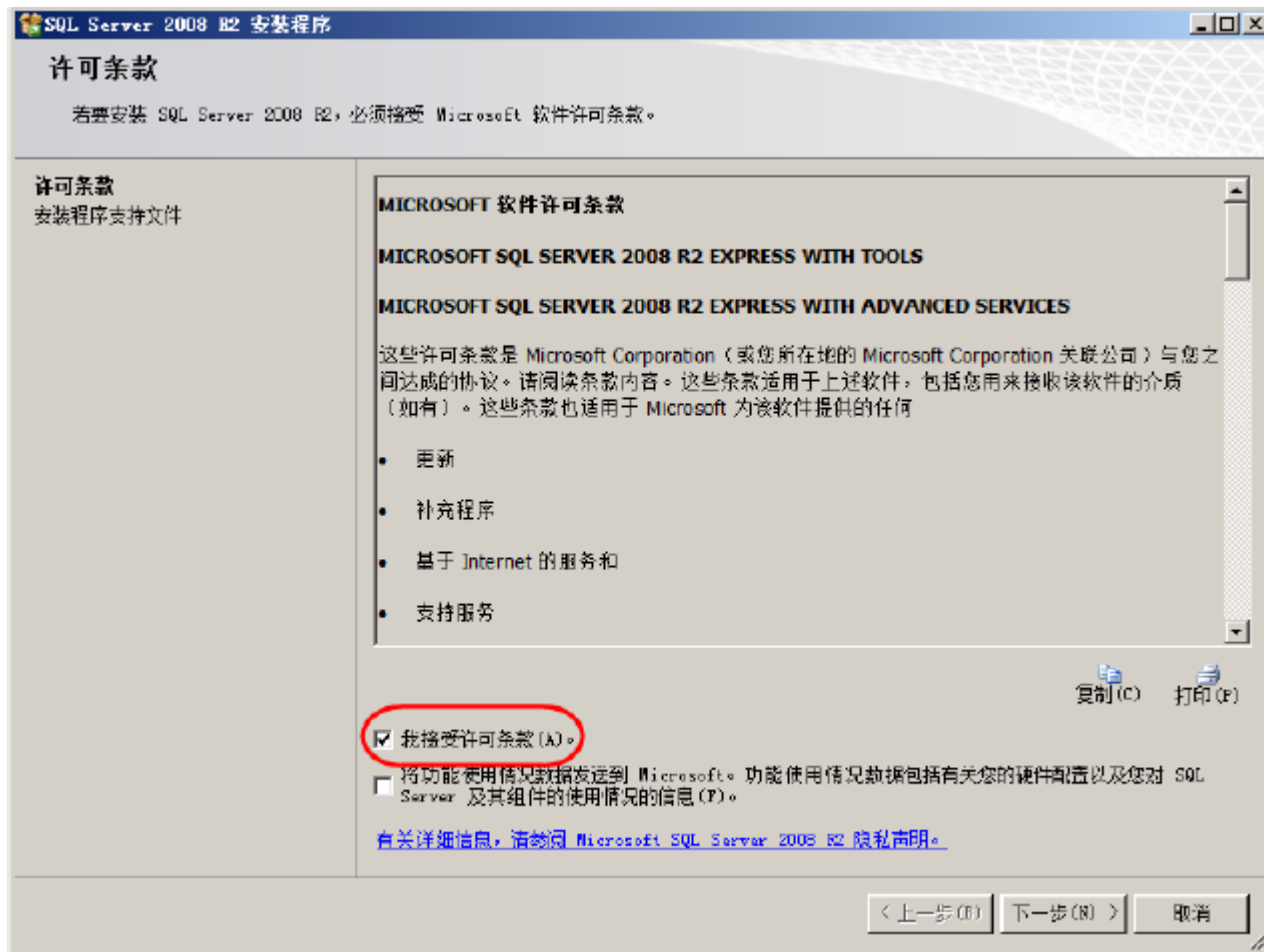 SQL Server 2008 R2 安装程序
许可条款
若要安装 SQL Server 2008 R2，必须接受 Microsoft 软件许可条款。
许可条款
安装程序支持文件
MICROSOFT 软件许可条款
MICROSOFT SQL SERVER 2008 R2 EXPRESS WITH TOOLS
MICROSOFT SQL SERVER 2008 R2 EXPRESS WITH ADVANCED SERVICES
这些许可条款是 Microsoft Corporation（或您所在地的 Microsoft Corporation 关联公司）与您之
间达成的协议。请阅读条款内容。这些条款适用于上述软件，包括您用来接收该软件的介质
（如有）。这些条款也适用于 Microsoft 为该软件提供的任何
• 更新
• 补充程序
• 基于 Internet 的服务和
• 支持服务
复制(C) 打印(P)
我接受许可条款(A)。
将功能使用情况数据发送到 Microsoft。功能使用情况数据包括有关您的硬件配置以及您对 SQL
Server 及其组件的使用情况的信息(F)。
有关详细信息，请参阅 Microsoft SQL Server 2008 R2 隐私声明。
< 上一步(B) 下一步(N) > 取消